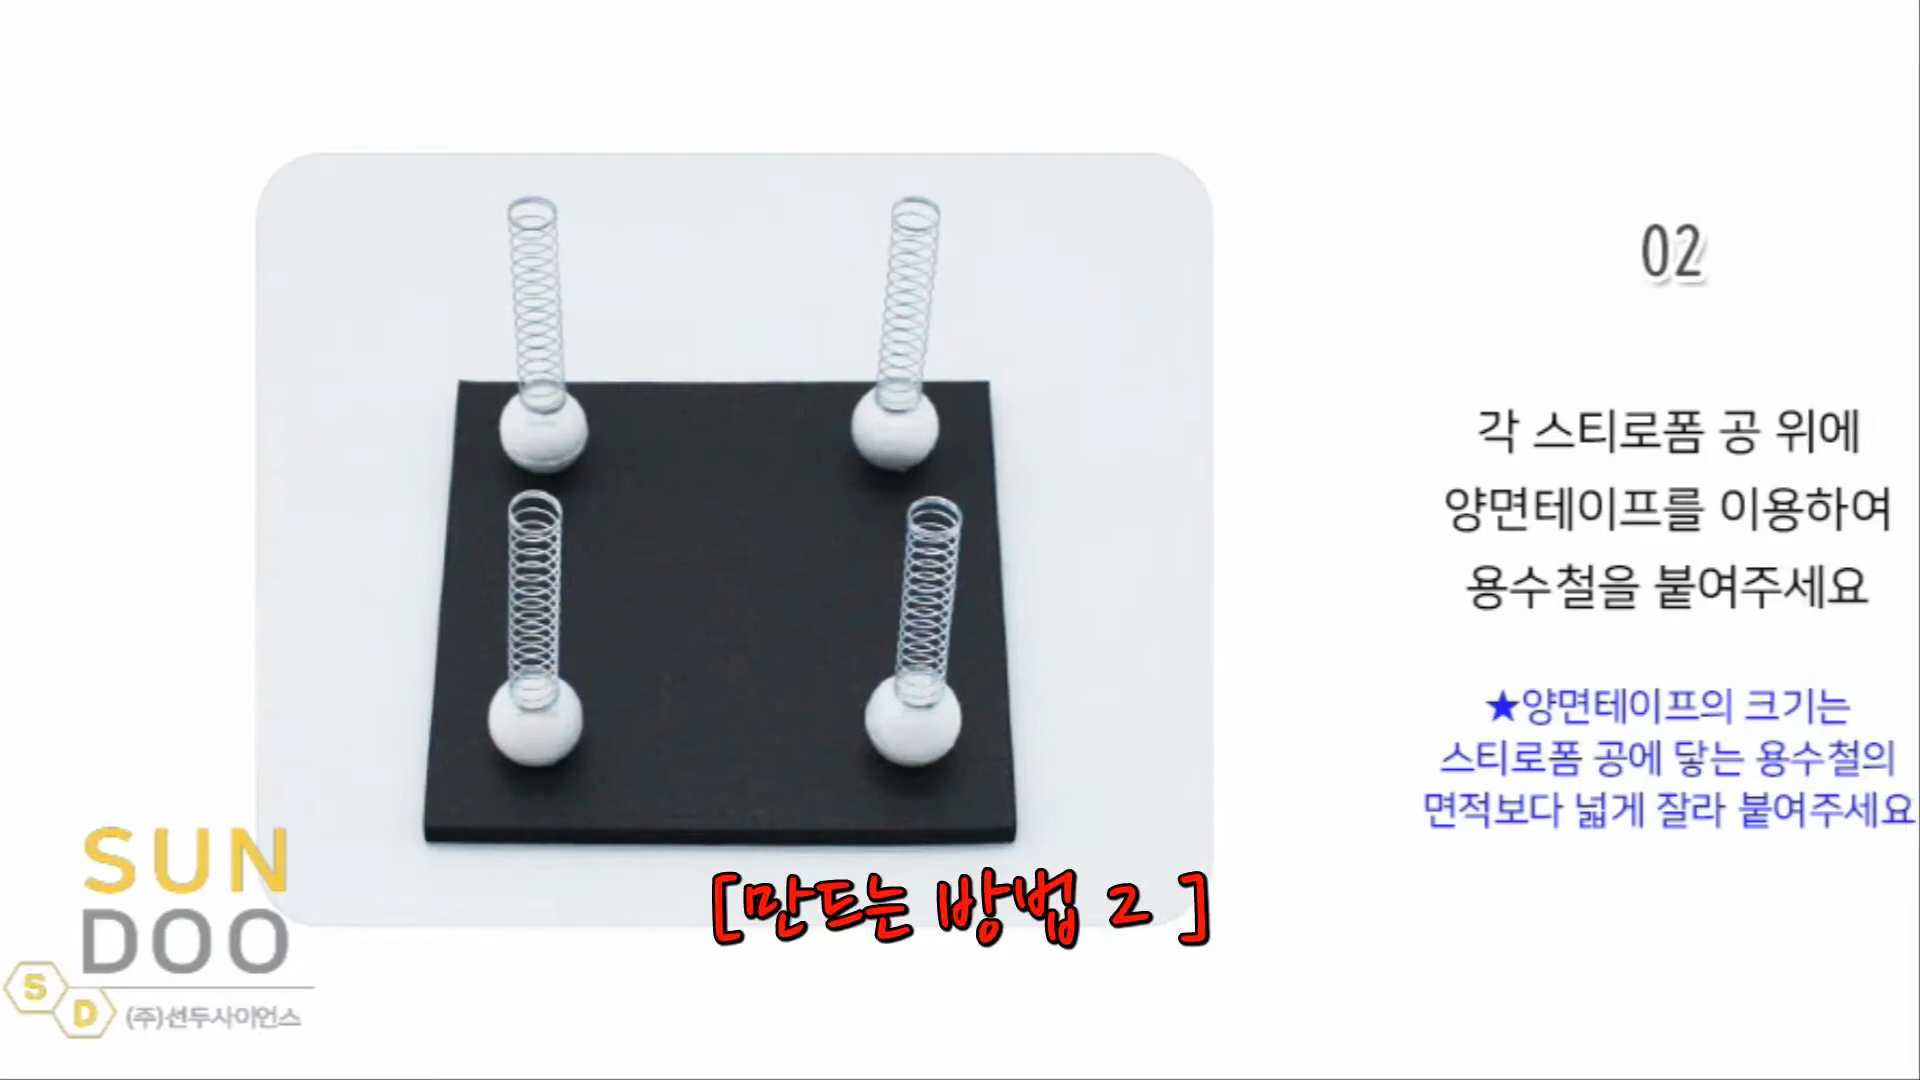 02
각 스티로폼 공 위에
양면테이프를 이용하여
용수철을 붙여주세요
★양면테이프의 크기는
스티로폼 공에 닿는 용수철의
면적보다 넓게 잘라 붙여주세요
[만드는 방법 2 ]
SUN
DOO
S
D
(주)선두사이언스